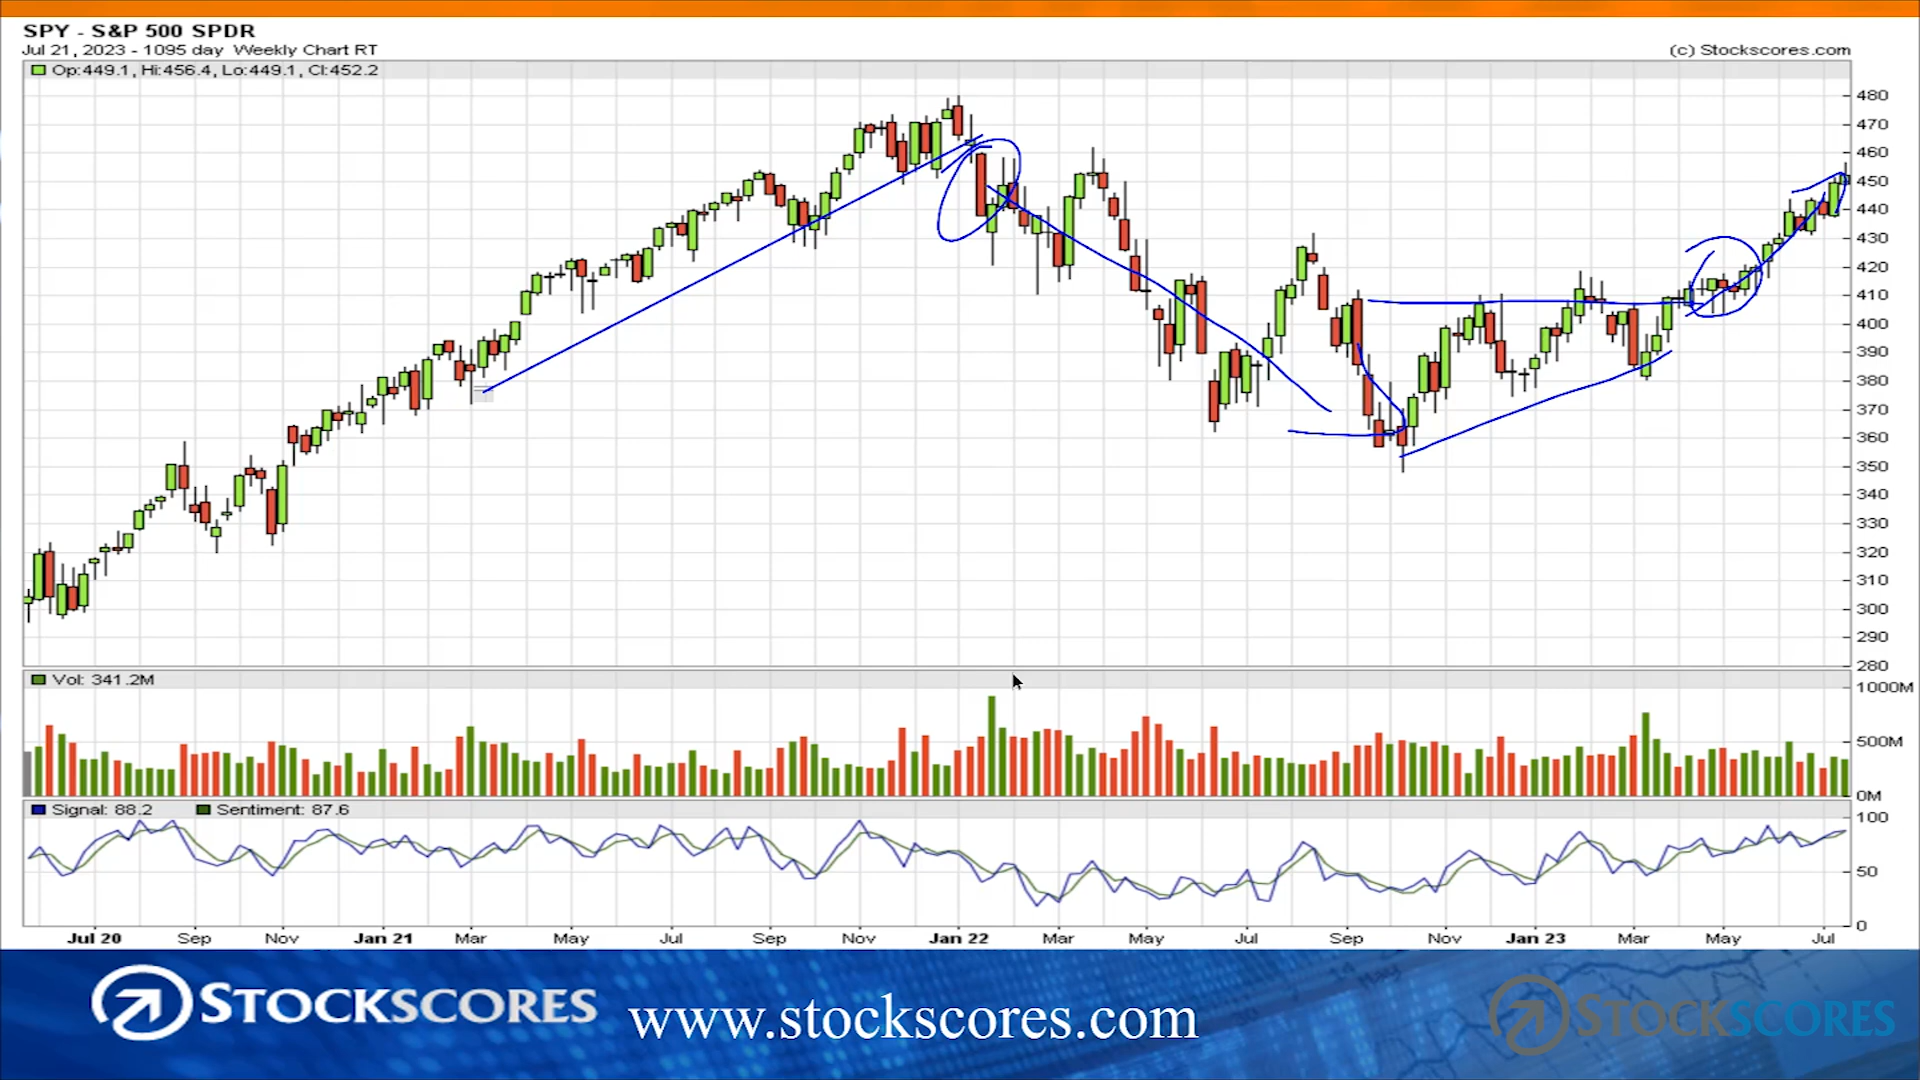 SPY - S&P 500 SPDR
Jul 21, 2023 - 1095 day Weekly Chart RT
(c) Stockscores.com
Op:449.1, Hi:456.4, Lo:449.1, Cl:452.2
480
470
460
450
440
430
420
410
400
390
380
370
360
350
340
330
320
310
300
290
280
Vol: 341.2M
1000M
500M
0M
Signal: 88.2 Sentiment: 87.6
100
50
0
Jul 20 Sep Nov Jan 21 Mar May Jul Sep Nov Jan 22 Mar May Jul Sep Nov Jan 23 Mar May Jul
STOCKSCORES
www.stockscores.com
STOCKSCORES